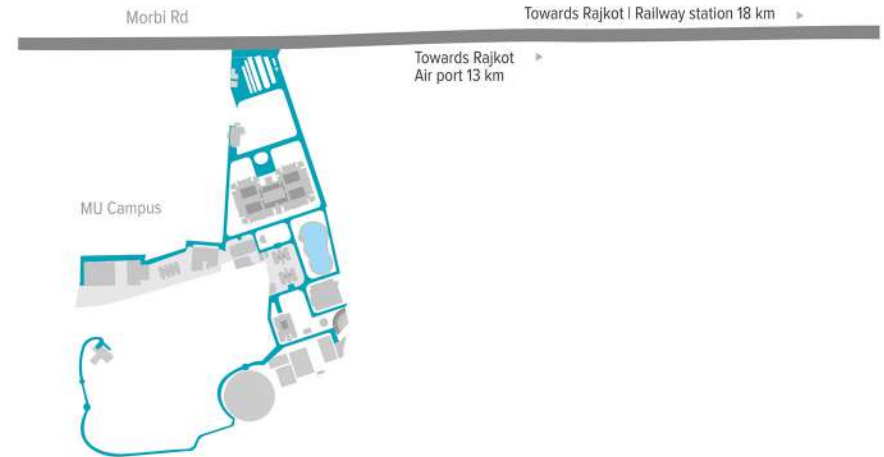 Morbi Rd
Towards Rajkot | Railway station 18 km
Towards Rajkot
Air port 13 km
MU Campus